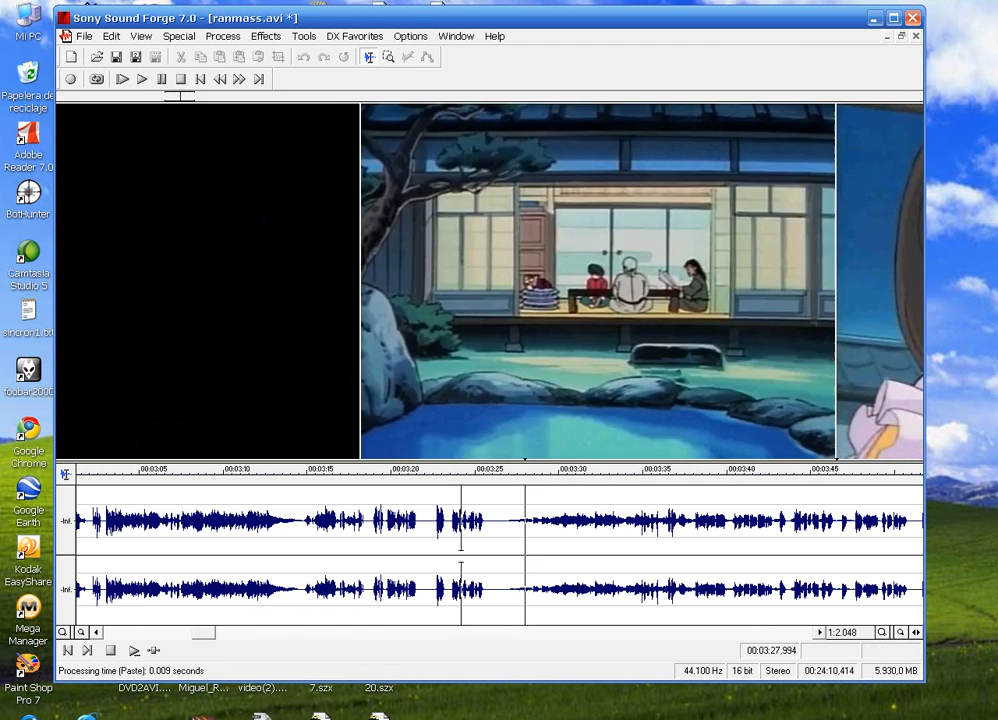 Sony Sound Forge 7.0 - [ranmass.avi *]
File Edit View Special Process Effects Tools DX Favorites Options Window Help
Mi PC
Papelera de
reciclaje
Adobe
Reader 7.0
BotHunter
Camtasia
Studio 5
sincron1.txt
foobar2000
Google
Chrome
Google
Earth
Kodak
EasyShare
Mega
Manager
Paint Shop
Pro 7
00:03:05 00:03:10 00:03:15 00:03:20 00:03:25 00:03:30 00:03:35 00:03:40 00:03:45
-Inf.
-Inf.
1:2.048
00:03:27,994
Processing time (Paste): 0.009 seconds
44.100 Hz 16 bit Stereo 00:24:10,414 5.930,0 MB
DVD2AVI.... Miguel_R... video(2).... 7.szx 20.szx